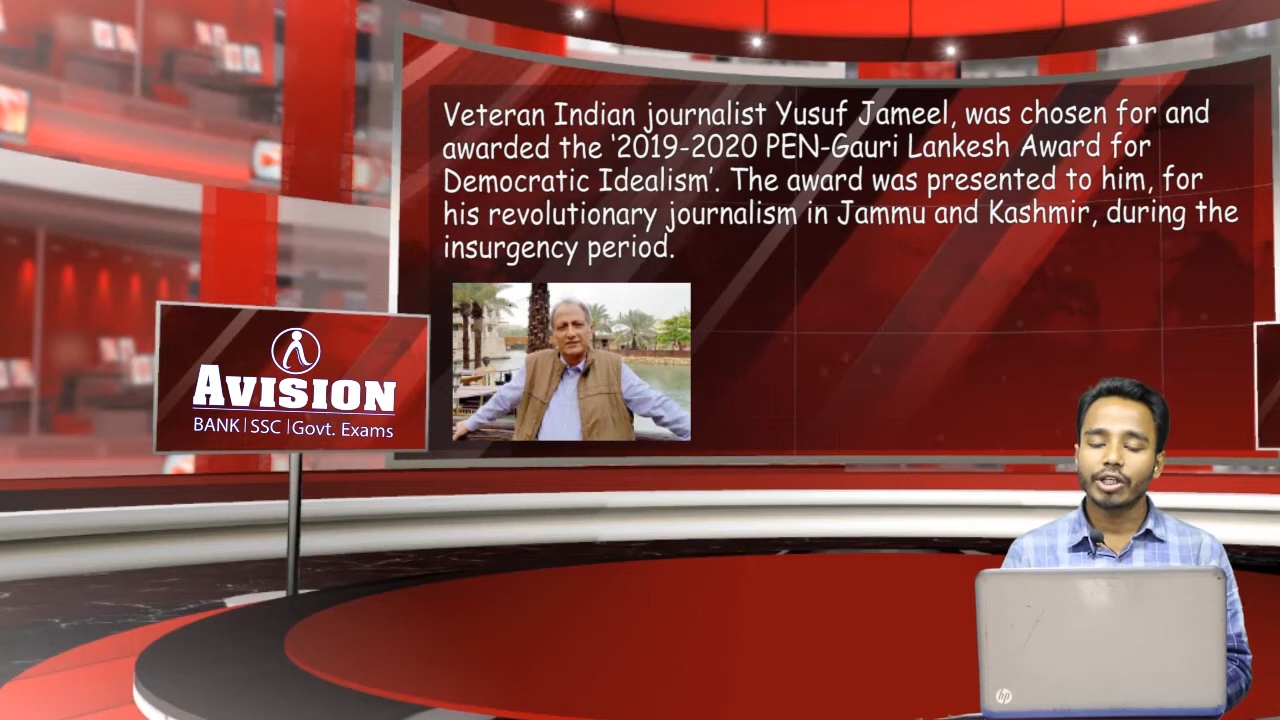 Veteran Indian journalist Yusuf Jameel, was chosen for and
awarded the ‘2019-2020 PEN-Gauri Lankesh Award for
Democratic Idealism’. The award was presented to him, for
his revolutionary journalism in Jammu and Kashmir, during the
insurgency period.
AVISION
BANK|SSC |Govt. Exams
hp